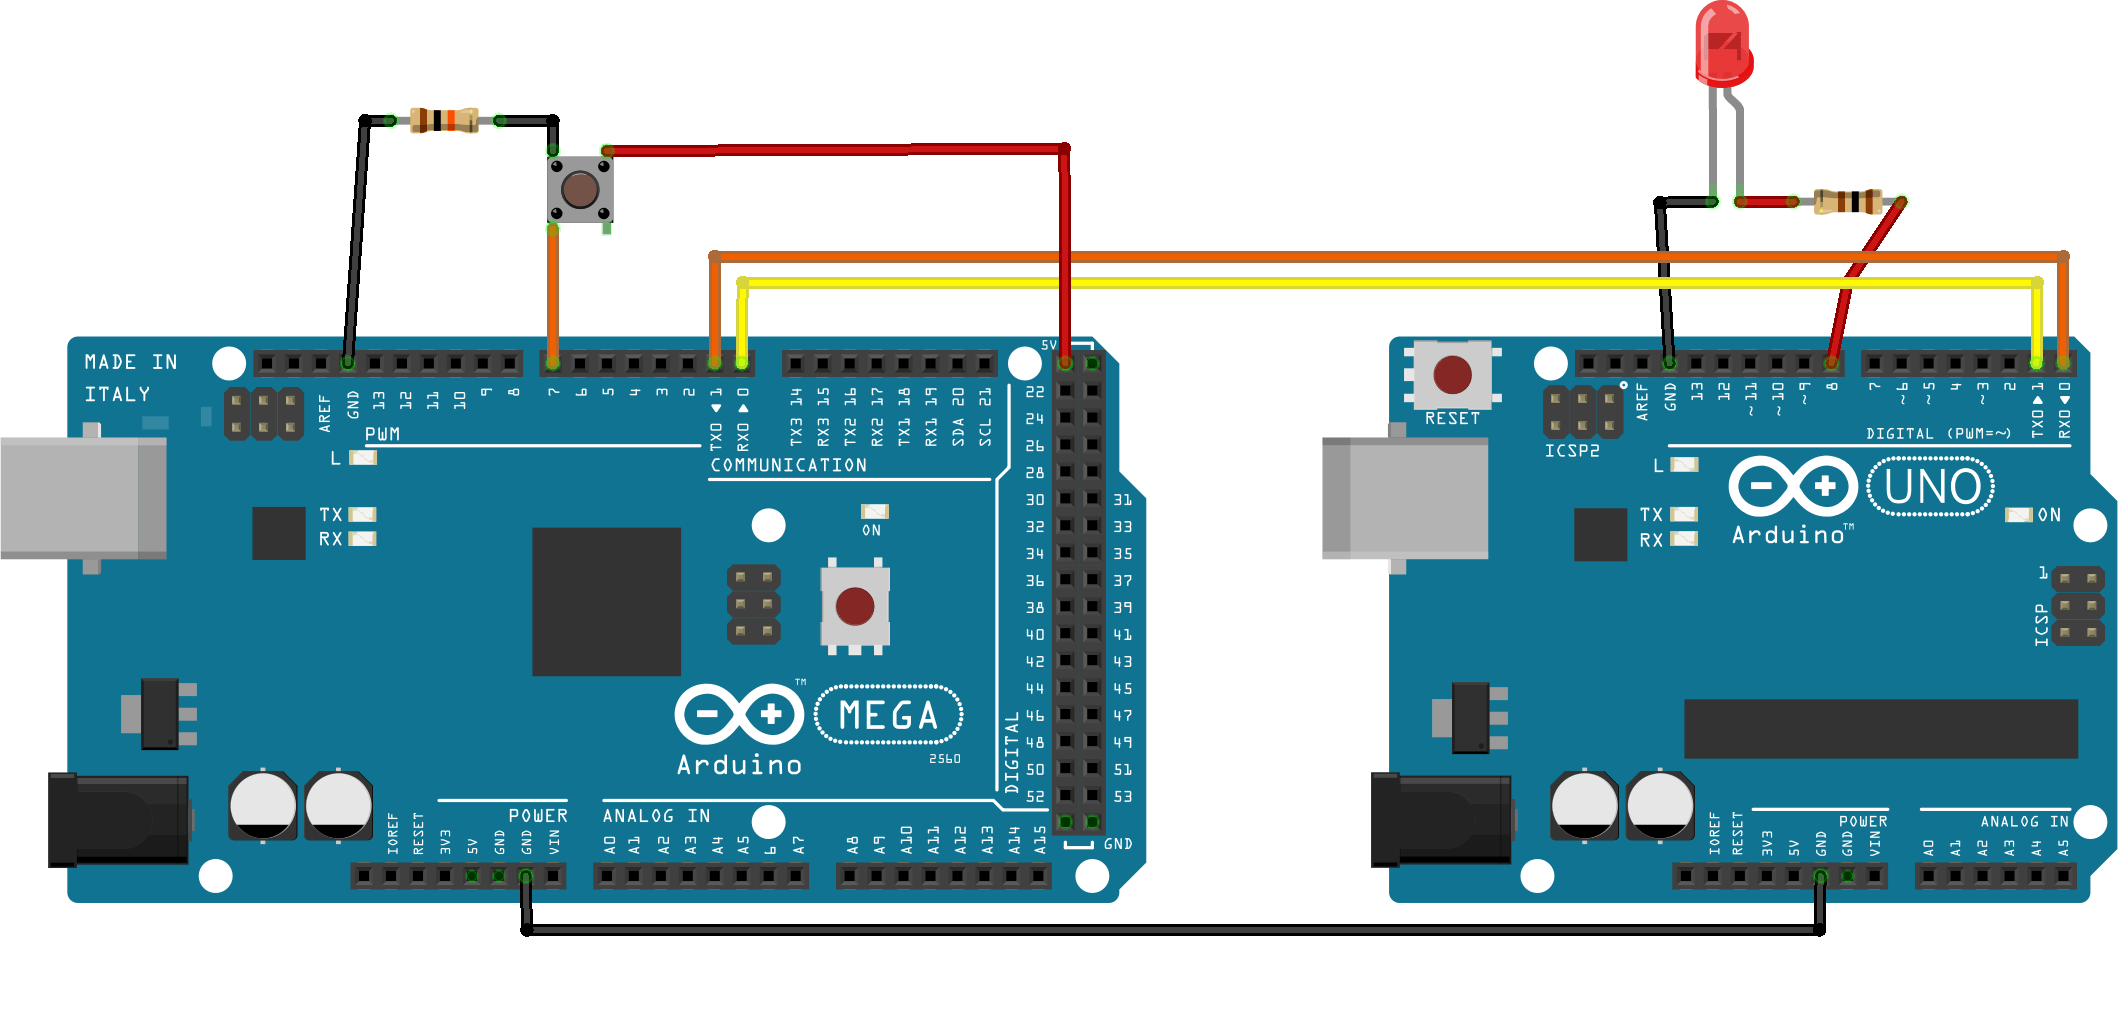 MADE IN
ITALY
AREF
GND
13
12
11
10
9
8
7
6
5
4
3
2
TX0 ▶ 1
RX0 ◀ 0
TX3 14
RX3 15
TX2 16
RX2 17
TX1 18
RX1 19
SDA 20
SCL 21
PWM
COMMUNICATION
5V
22
24
26
28
30 31
32 33
34 35
36 37
38 39
40 41
42 43
44 45
46 47
48 49
50 51
52 53
GND
DIGITAL
L
TX
RX
ON
™
MEGA
Arduino
2560
POWER
ANALOG IN
IOREF
RESET
3V3
5V
GND
GND
VIN
A0
A1
A2
A3
A4
A5
6
A7
A8
A9
A10
A11
A12
A13
A14
A15
RESET
ICSP2
AREF
GND
13
12
~11
~10
~9
8
7
~6
~5
4
~3
2
TX0 ▶ 1
RX0 ◀ 0
DIGITAL (PWM=~)
L
TX
RX
UNO
Arduino™
ON
1
ICSP
POWER
ANALOG IN
IOREF
RESET
3V3
5V
GND
GND
VIN
A0
A1
A2
A3
A4
A5